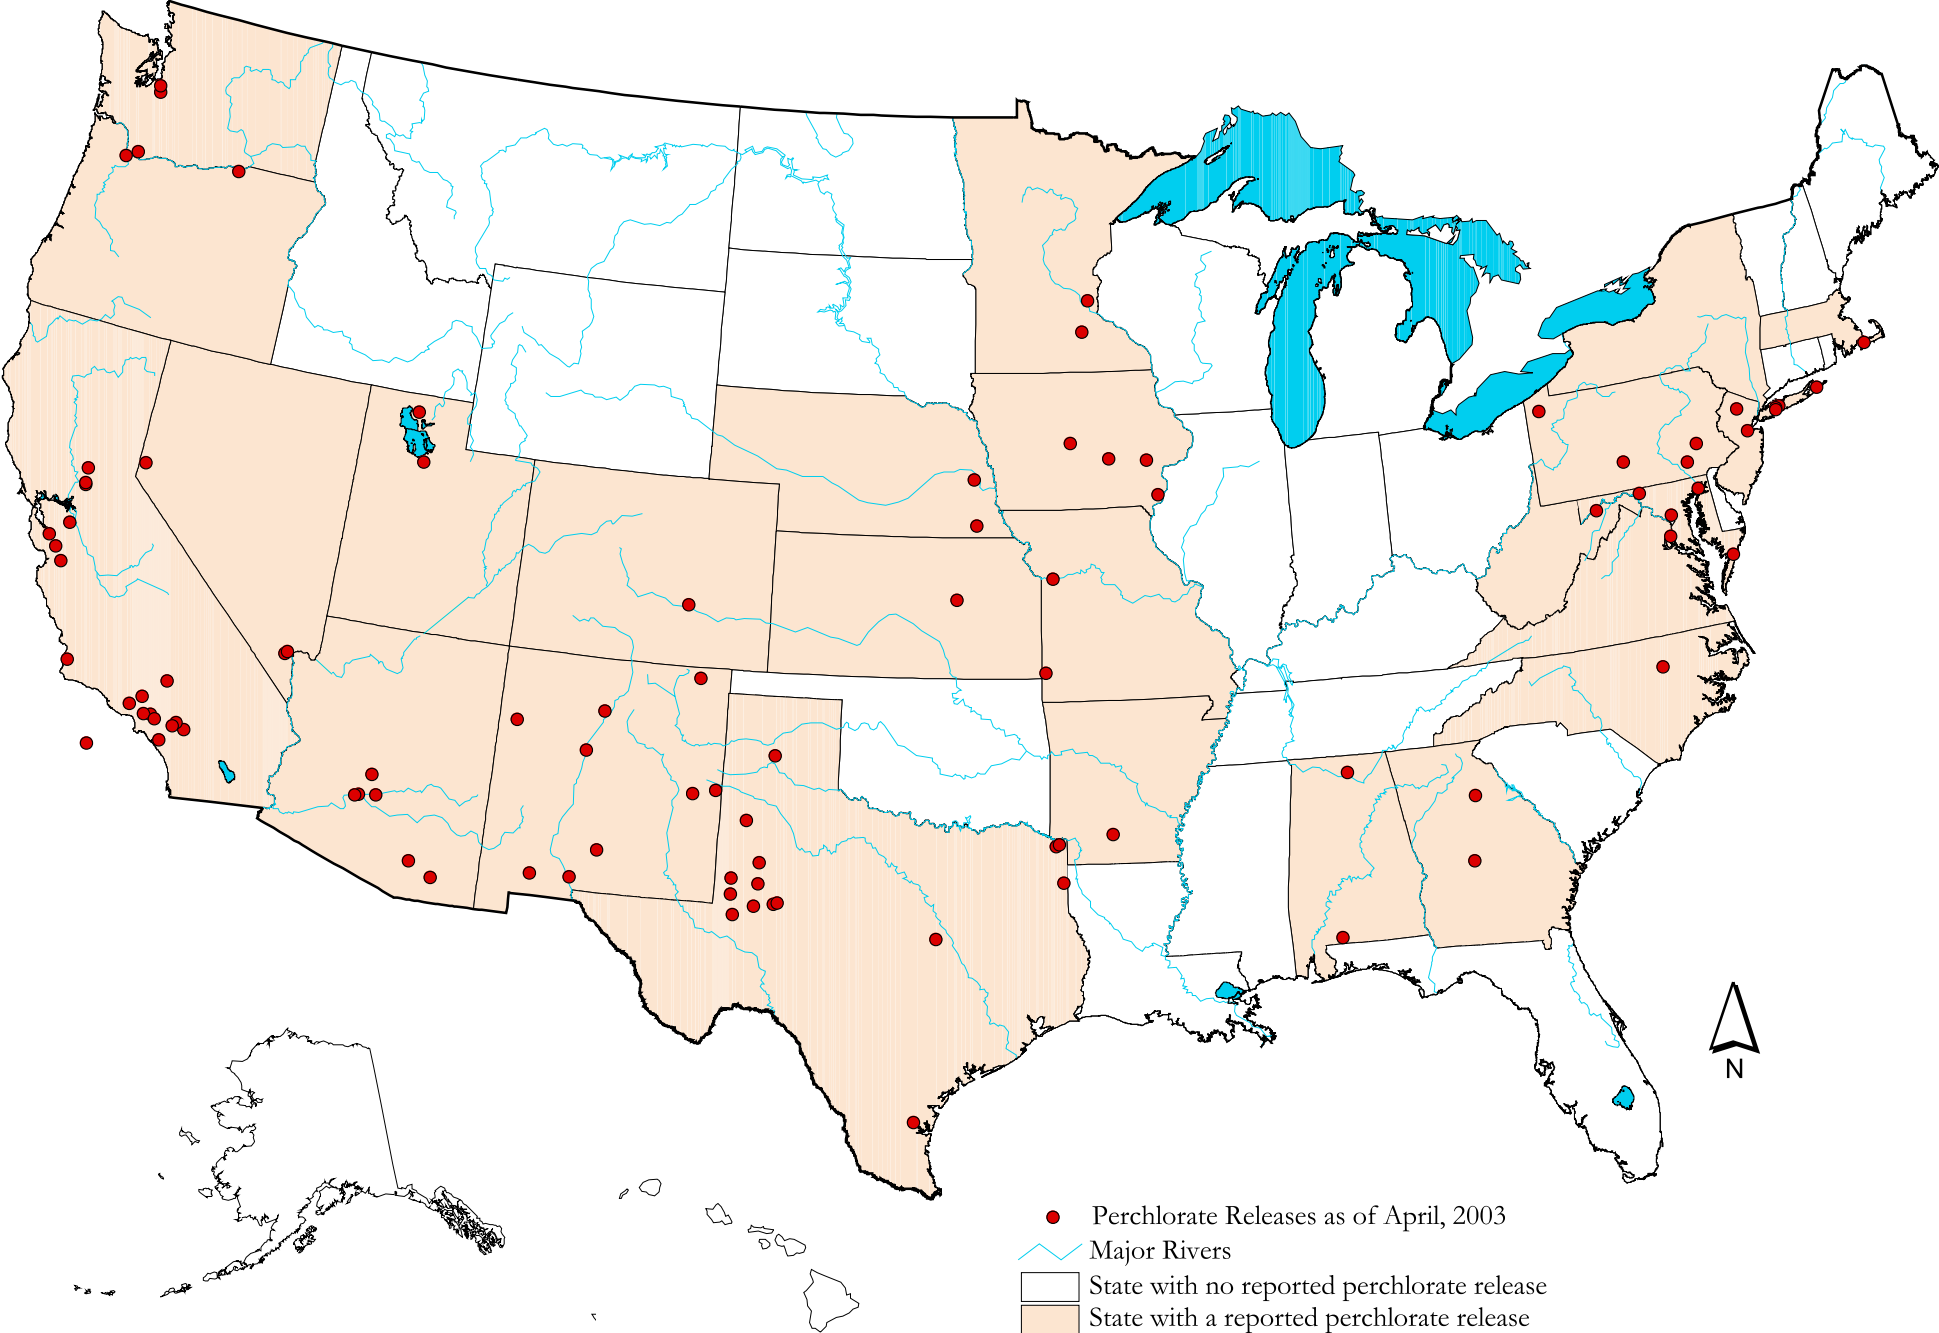 N
Perchlorate Releases as of April, 2003
Major Rivers
State with no reported perchlorate release
State with a reported perchlorate release